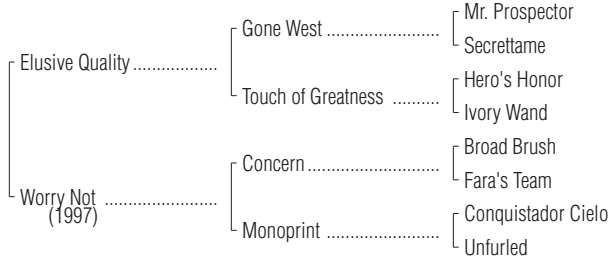 Mr. Prospector
Gone West ........................
Secrettame
Elusive Quality ..................
Hero's Honor
Touch of Greatness ..........
Ivory Wand
Broad Brush
Concern ............................
Fara's Team
Worry Not ........................
(1997)
Conquistador Cielo
Monoprint ........................
Unfurled